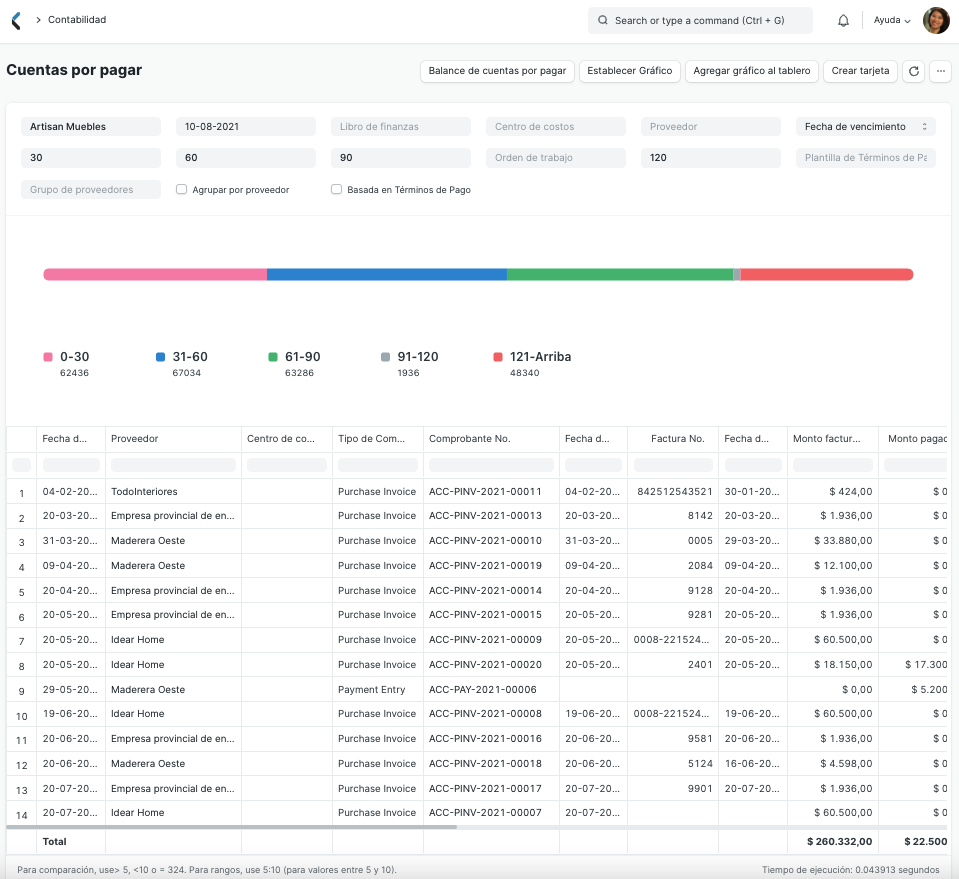 Contabilidad Search or type a command (Ctrl + G) Ayuda
Cuentas por pagar Balance de cuentas por pagar Establecer Gráfico Agregar gráfico al tablero Crear tarjeta ...
Artisan Muebles 10-08-2021 Libro de finanzas Centro de costos Proveedor Fecha de vencimiento
30 60 90 Orden de trabajo 120 Plantilla de Términos de Pa
Grupo de proveedores Agrupar por proveedor Basada en Términos de Pago
0-30 31-60 61-90 91-120 121-Arriba
62436 67034 63286 1936 48340
Fecha d... Proveedor Centro de co... Tipo de Com... Comprobante No. Fecha d... Factura No. Fecha d... Monto factur... Monto pagac
1 04-02-20... TodoInteriores Purchase Invoice ACC-PINV-2021-00011 04-02-20... 842512543521 30-01-20... $ 424,00 $ 0
2 20-03-20... Empresa provincial de en... Purchase Invoice ACC-PINV-2021-00013 20-03-20... 8142 20-03-20... $ 1.936,00 $ 0
3 31-03-20... Maderera Oeste Purchase Invoice ACC-PINV-2021-00010 31-03-20... 0005 29-03-20... $ 33.880,00 $ 0
4 09-04-20... Maderera Oeste Purchase Invoice ACC-PINV-2021-00019 09-04-20... 2084 09-04-20... $ 12.100,00 $ 0
5 20-04-20... Empresa provincial de en... Purchase Invoice ACC-PINV-2021-00014 20-04-20... 9128 20-04-20... $ 1.936,00 $ 0
6 20-05-20... Empresa provincial de en... Purchase Invoice ACC-PINV-2021-00015 20-05-20... 9281 20-05-20... $ 1.936,00 $ 0
7 20-05-20... Idear Home Purchase Invoice ACC-PINV-2021-00009 20-05-20... 0008-221524... 20-05-20... $ 60.500,00 $ 0
8 20-05-20... Idear Home Purchase Invoice ACC-PINV-2021-00020 20-05-20... 2401 20-05-20... $ 18.150,00 $ 17.300
9 29-05-20... Maderera Oeste Payment Entry ACC-PAY-2021-00006 $ 0,00 $ 5.200
10 19-06-20... Idear Home Purchase Invoice ACC-PINV-2021-00008 19-06-20... 0008-221524... 19-06-20... $ 60.500,00 $ 0
11 20-06-20... Empresa provincial de en... Purchase Invoice ACC-PINV-2021-00016 20-06-20... 9581 20-06-20... $ 1.936,00 $ 0
12 20-06-20... Maderera Oeste Purchase Invoice ACC-PINV-2021-00018 20-06-20... 5124 16-06-20... $ 4.598,00 $ 0
13 20-07-20... Empresa provincial de en... Purchase Invoice ACC-PINV-2021-00017 20-07-20... 9901 20-07-20... $ 1.936,00 $ 0
14 20-07-20... Idear Home Purchase Invoice ACC-PINV-2021-00007 20-07-20... $ 60.500,00 $ 0
Total $ 260.332,00 $ 22.500
Para comparación, use> 5, <10 o = 324. Para rangos, use 5:10 (para valores entre 5 y 10). Tiempo de ejecución: 0.043913 segundos